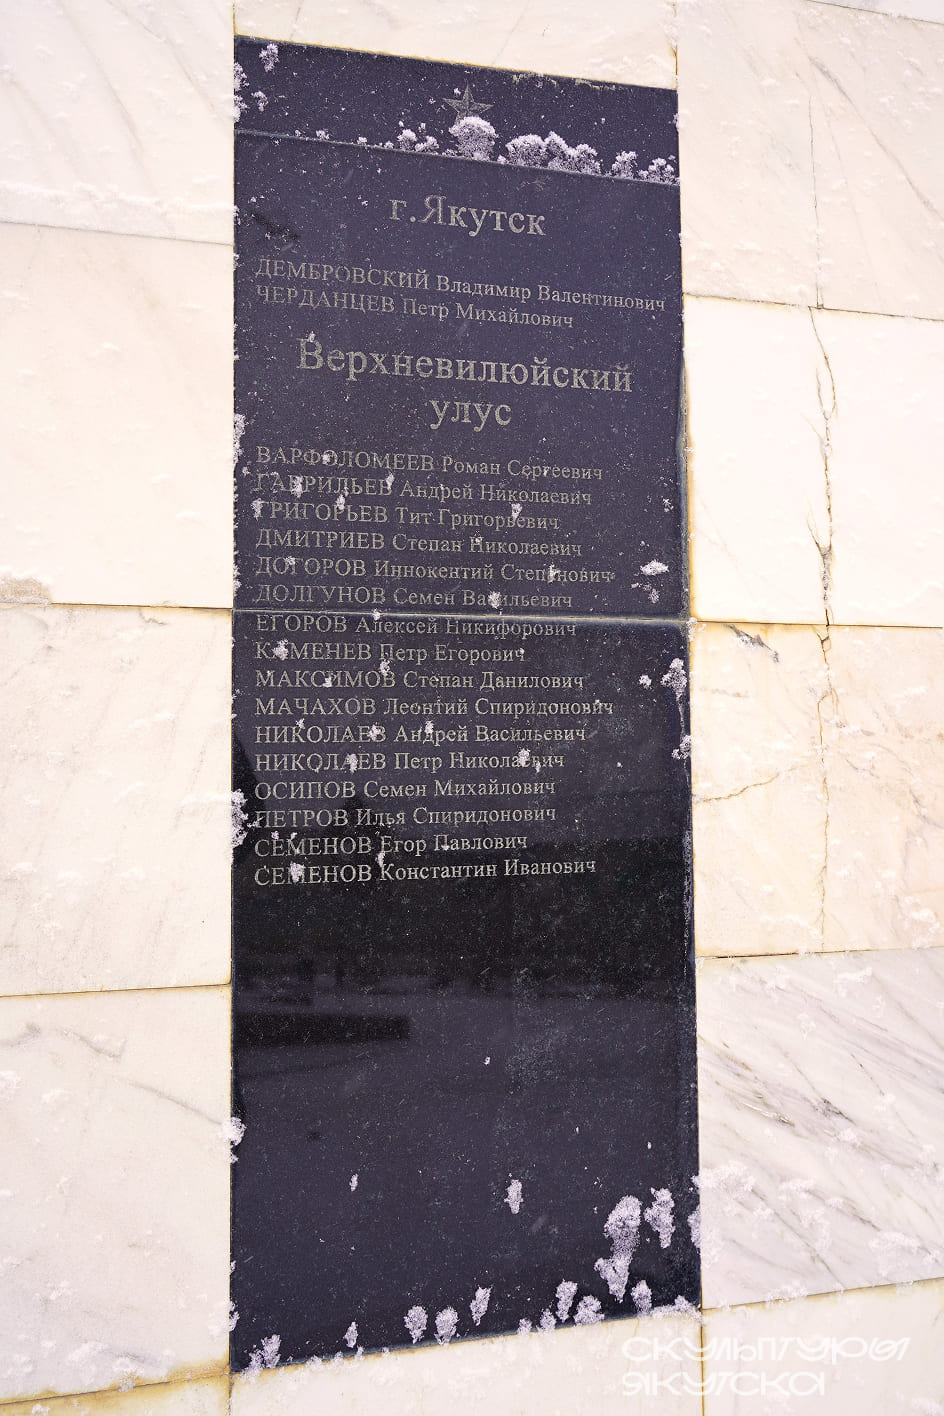 г.Якутск
ДЕМБРОВСКИЙ Владимир Валентинович
ЧЕРДАНЦЕВ Петр Михайлович
Верхневилюйский
улус
ВАРФОЛОМЕЕВ Роман Сергеевич
ГАВРИЛЬЕВ Андрей Николаевич
ГРИГОРЬЕВ Тит Григорьевич
ДМИТРИЕВ Степан Николаевич
ДОГОРОВ Иннокентий Степанович
ДОЛГУНОВ Семен Васильевич
ЕГОРОВ Алексей Никифорович
КАМЕНЕВ Петр Егорович
МАКСИМОВ Степан Данилович
МАЧАХОВ Леонтий Спиридонович
НИКОЛАЕВ Андрей Васильевич
НИКОЛАЕВ Петр Николаевич
ОСИПОВ Семен Михайлович
ПЕТРОВ Илья Спиридонович
СЕМЕНОВ Егор Павлович
СЕМЕНОВ Константин Иванович
СКУЛЬПТУРЫ
ЯКУТСКА